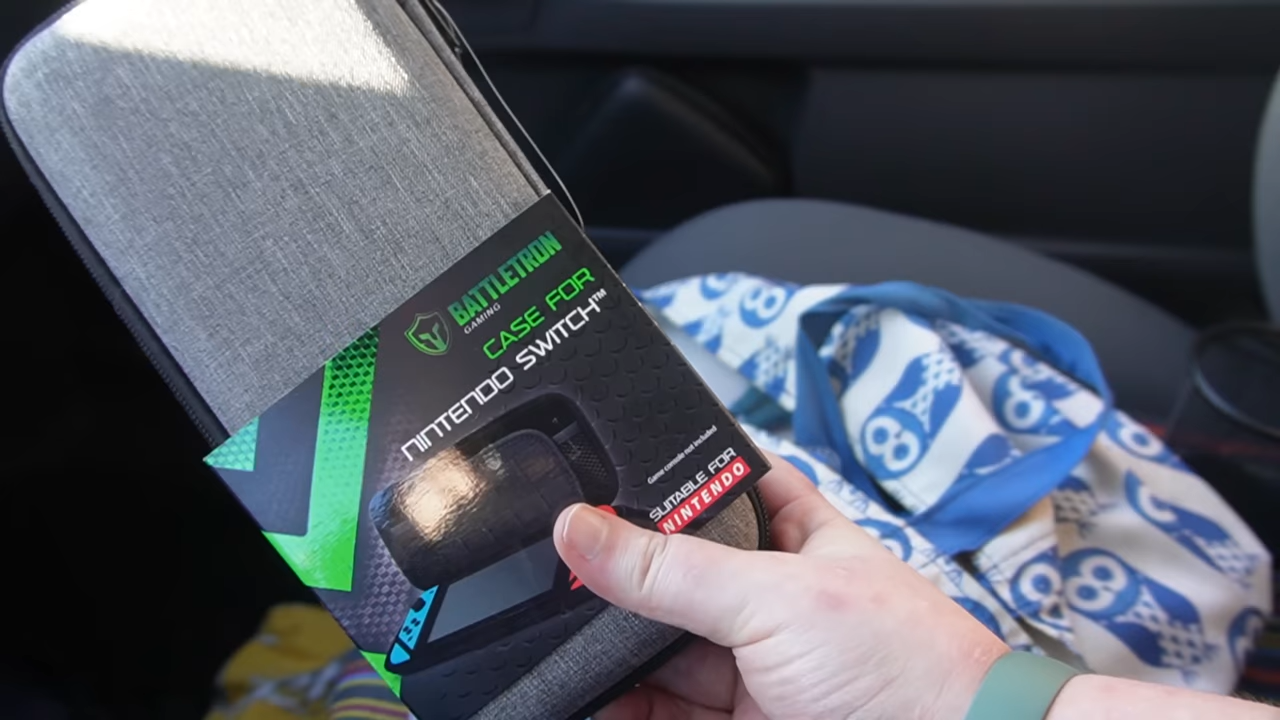 BATTLETRON
GAMING
CASE FOR
NINTENDO SWITCH™
Game console not included
SUITABLE FOR
NINTENDO